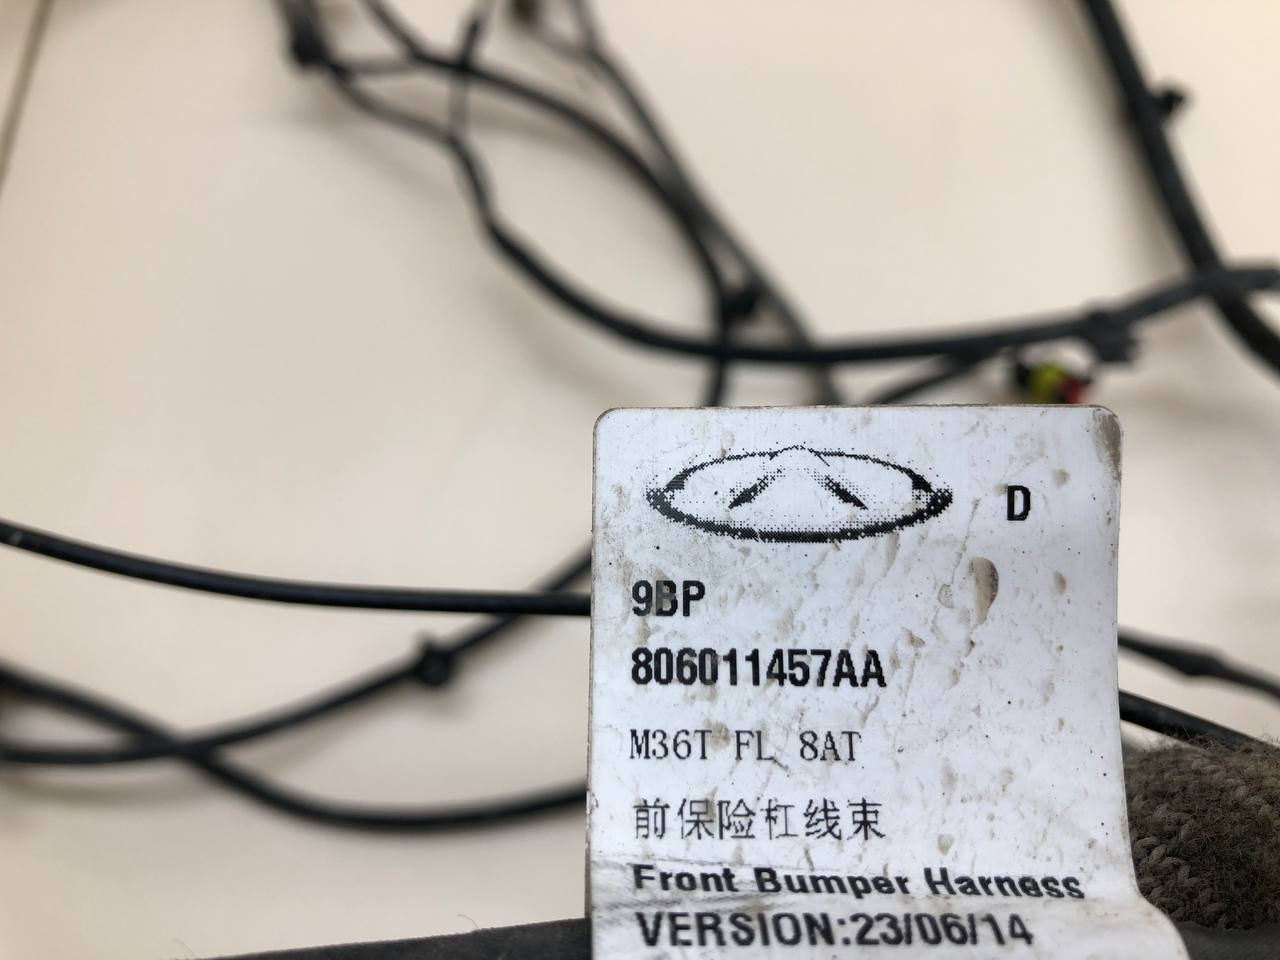 D
9BP
806011457AA
M36T FL 8AT
前保险杠线束
Front Bumper Harness
VERSION:23/06/14